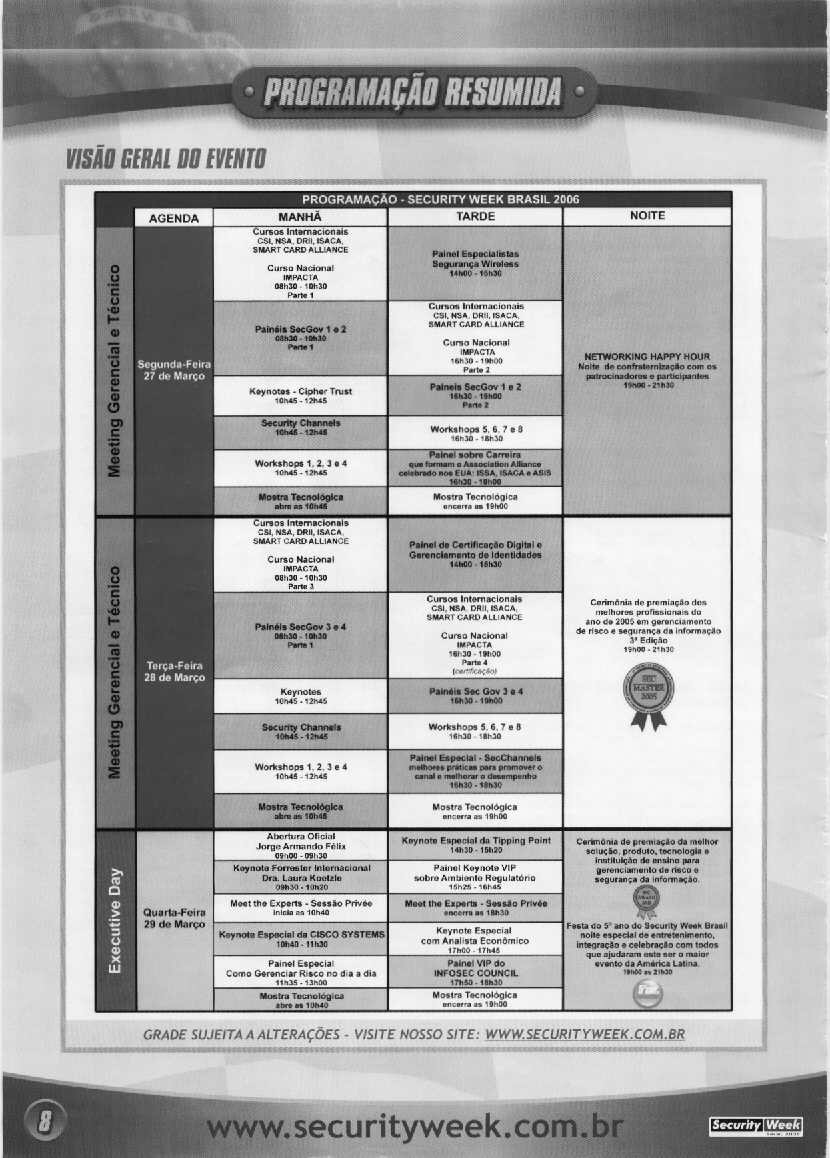 PROGRAMAÇÃO RESUMIDA
VISÃO GERAL DO EVENTO
PROGRAMAÇÃO - SECURITY WEEK BRASIL 2006
AGENDA
MANHÃ
TARDE
NOITE
Meeting Gerencial e Técnico
Segunda-Feira
27 de Março
Cursos Internacionais
CSI, NSA, DRII, ISACA,
SMART CARD ALLIANCE
Curso Nacional
IMPACTA
08h30 - 10h30
Parte 1
Painéis SecGov 1 e 2
08h30 - 10h30
Parte 1
Keynotes - Cipher Trust
10h45 - 12h45
Security Channels
10h45 - 12h45
Workshops 1, 2, 3 e 4
10h45 - 12h45
Mostra Tecnológica
abre as 10h45
Painel Especialistas
Segurança Wireless
14h00 - 15h30
Cursos Internacionais
CSI, NSA, DRII, ISACA,
SMART CARD ALLIANCE
Curso Nacional
IMPACTA
16h30 - 19h00
Parte 2
Paineis SecGov 1 e 2
16h30 - 19h00
Parte 2
Workshops 5, 6, 7 e 8
16h30 - 18h30
Painel sobre Carreira
que formam o Association Alliance
celebrado nos EUA: ISSA, ISACA e ASIS
16h30 - 18h00
Mostra Tecnológica
encerra as 19h00
NETWORKING HAPPY HOUR
Noite de confraternização com os
patrocinadores e participantes
19h00 - 21h30
Meeting Gerencial e Técnico
Terça-Feira
28 de Março
Cursos Internacionais
CSI, NSA, DRII, ISACA,
SMART CARD ALLIANCE
Curso Nacional
IMPACTA
08h30 - 10h30
Parte 3
Painéis SecGov 3 e 4
08h30 - 10h30
Parte 1
Keynotes
10h45 - 12h45
Security Channels
10h45 - 12h45
Workshops 1, 2, 3 e 4
10h45 - 12h45
Mostra Tecnológica
abre as 10h45
Painel de Certificação Digital e
Gerenciamento de Identidades
14h00 - 15h30
Cursos Internacionais
CSI, NSA, DRII, ISACA,
SMART CARD ALLIANCE
Curso Nacional
IMPACTA
16h30 - 19h00
Parte 4
(certificação)
Painéis Sec Gov 3 e 4
16h30 - 19h00
Workshops 5, 6, 7 e 8
16h30 - 18h30
Painel Especial - SecChannels
melhores práticas para promover o
canal e melhorar o desempenho
16h30 - 18h30
Mostra Tecnológica
encerra as 19h00
Cerimônia de premiação dos
melhores profissionais do
ano de 2005 em gerenciamento
de risco e segurança da informação
3ª Edição
19h00 - 21h30
SEC
MASTER
2005
Executive Day
Quarta-Feira
29 de Março
Abertura Oficial
Jorge Armando Félix
09h00 - 09h30
Keynote Forrester Internacional
Dra. Laura Koetzle
09h30 - 10h20
Meet the Experts - Sessão Privée
inicia as 10h40
Keynote Especial da CISCO SYSTEMS
10h40 - 11h30
Painel Especial
Como Gerenciar Risco no dia a dia
11h35 - 13h00
Mostra Tecnológica
abre as 10h40
Keynote Especial da Tipping Point
14h30 - 15h20
Painel Keynote VIP
sobre Ambiente Regulatório
15h25 - 16h45
Meet the Experts - Sessão Privée
encerra as 18h30
Keynote Especial
com Analista Econômico
17h00 - 17h45
Painel VIP do
INFOSEC COUNCIL
17h50 - 18h30
Mostra Tecnológica
encerra as 19h00
Cerimônia de premiação da melhor
solução, produto, tecnologia e
instituição de ensino para
gerenciamento de risco e
segurança da informação.
Festa do 5º ano do Security Week Brasil
noite especial de entretenimento,
integração e celebração com todos
que ajudaram este ser o maior
evento da América Latina.
19h00 as 21h30
GRADE SUJEITA A ALTERAÇÕES - VISITE NOSSO SITE: WWW.SECURITYWEEK.COM.BR
8
www.securityweek.com.br
Security Week